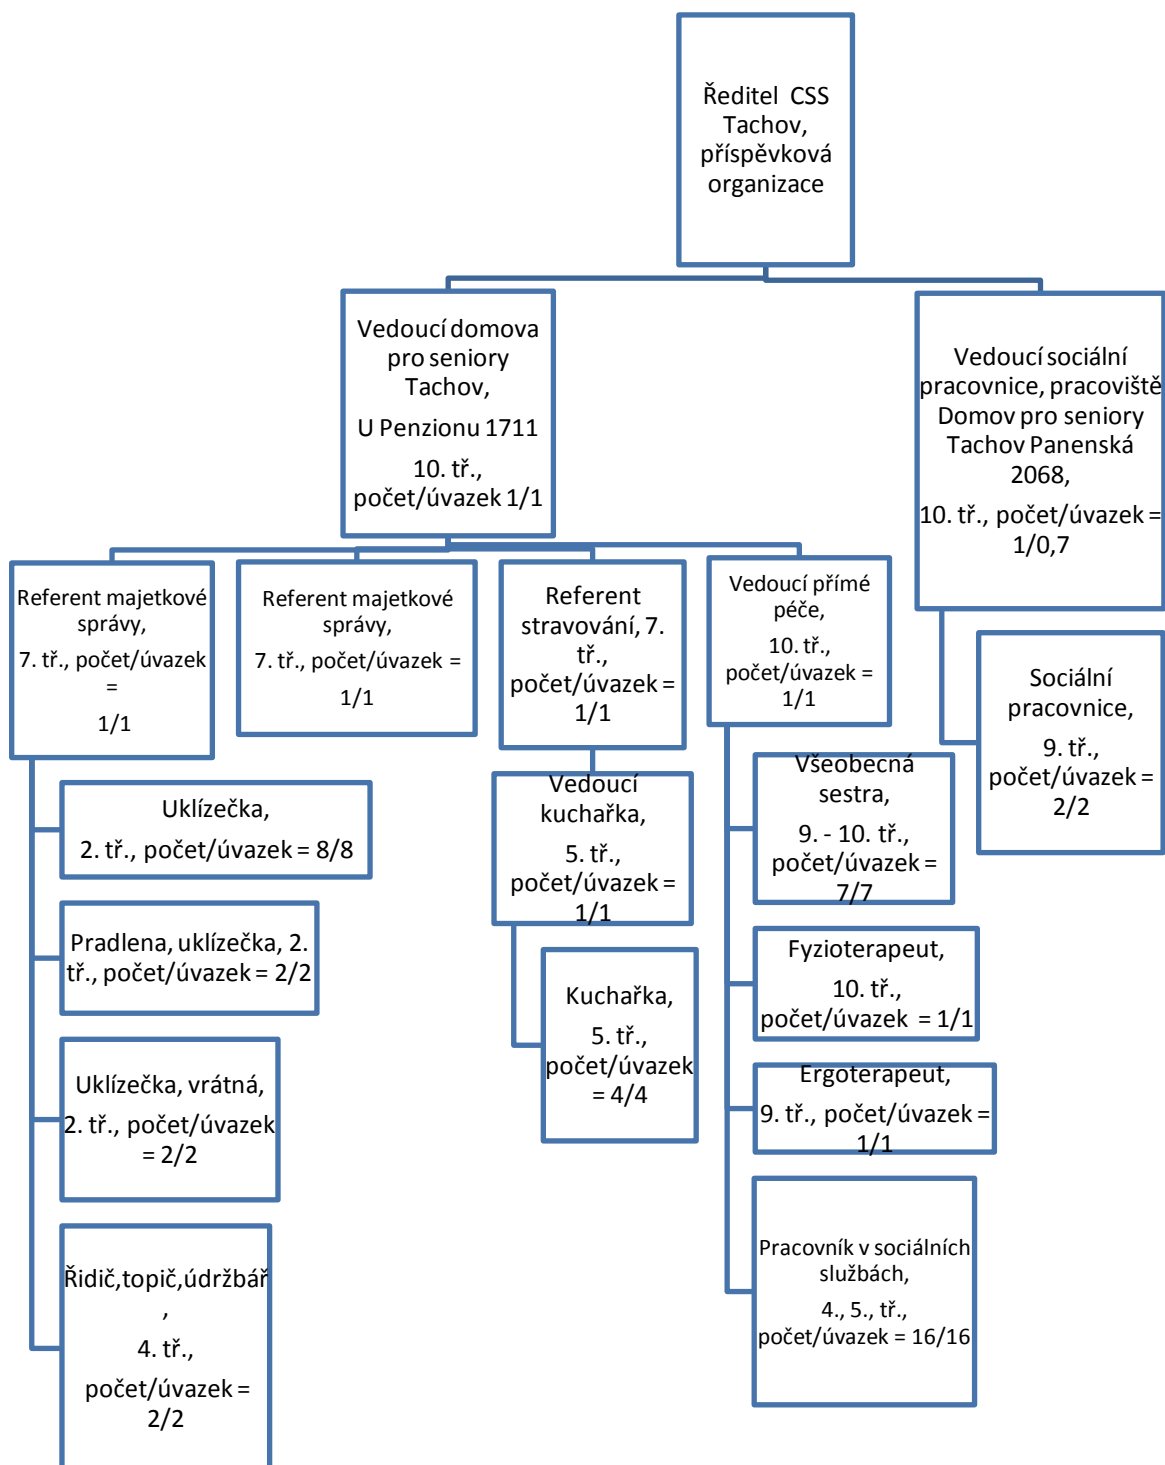 Ředitel CSS
Tachov,
příspěvková
organizace
Vedoucí domova
pro seniory
Tachov,
U Penzionu 1711
10. tř.,
počet/úvazek 1/1
Vedoucí sociální
pracovnice, pracoviště
Domov pro seniory
Tachov Panenská
2068,
10. tř., počet/úvazek =
1/0,7
Referent majetkové
správy,
7. tř., počet/úvazek
=
1/1
Referent majetkové
správy,
7. tř., počet/úvazek =
1/1
Referent
stravování, 7.
tř.,
počet/úvazek =
1/1
Vedoucí přímé
péče,
10. tř.,
počet/úvazek =
1/1
Sociální
pracovnice,
9. tř.,
počet/úvazek =
2/2
Uklízečka,
2. tř., počet/úvazek = 8/8
Pradlena, uklízečka, 2.
tř., počet/úvazek = 2/2
Uklízečka, vrátná,
2. tř., počet/úvazek
= 2/2
Řidič,topič,údržbář
,
4. tř.,
počet/úvazek =
2/2
Vedoucí
kuchařka,
5. tř.,
počet/úvazek =
1/1
Kuchařka,
5. tř.,
počet/úvazek
= 4/4
Všeobecná
sestra,
9. - 10. tř.,
počet/úvazek =
7/7
Fyzioterapeut,
10. tř.,
počet/úvazek = 1/1
Ergoterapeut,
9. tř., počet/úvazek =
1/1
Pracovník v sociálních
službách,
4., 5., tř.,
počet/úvazek = 16/16